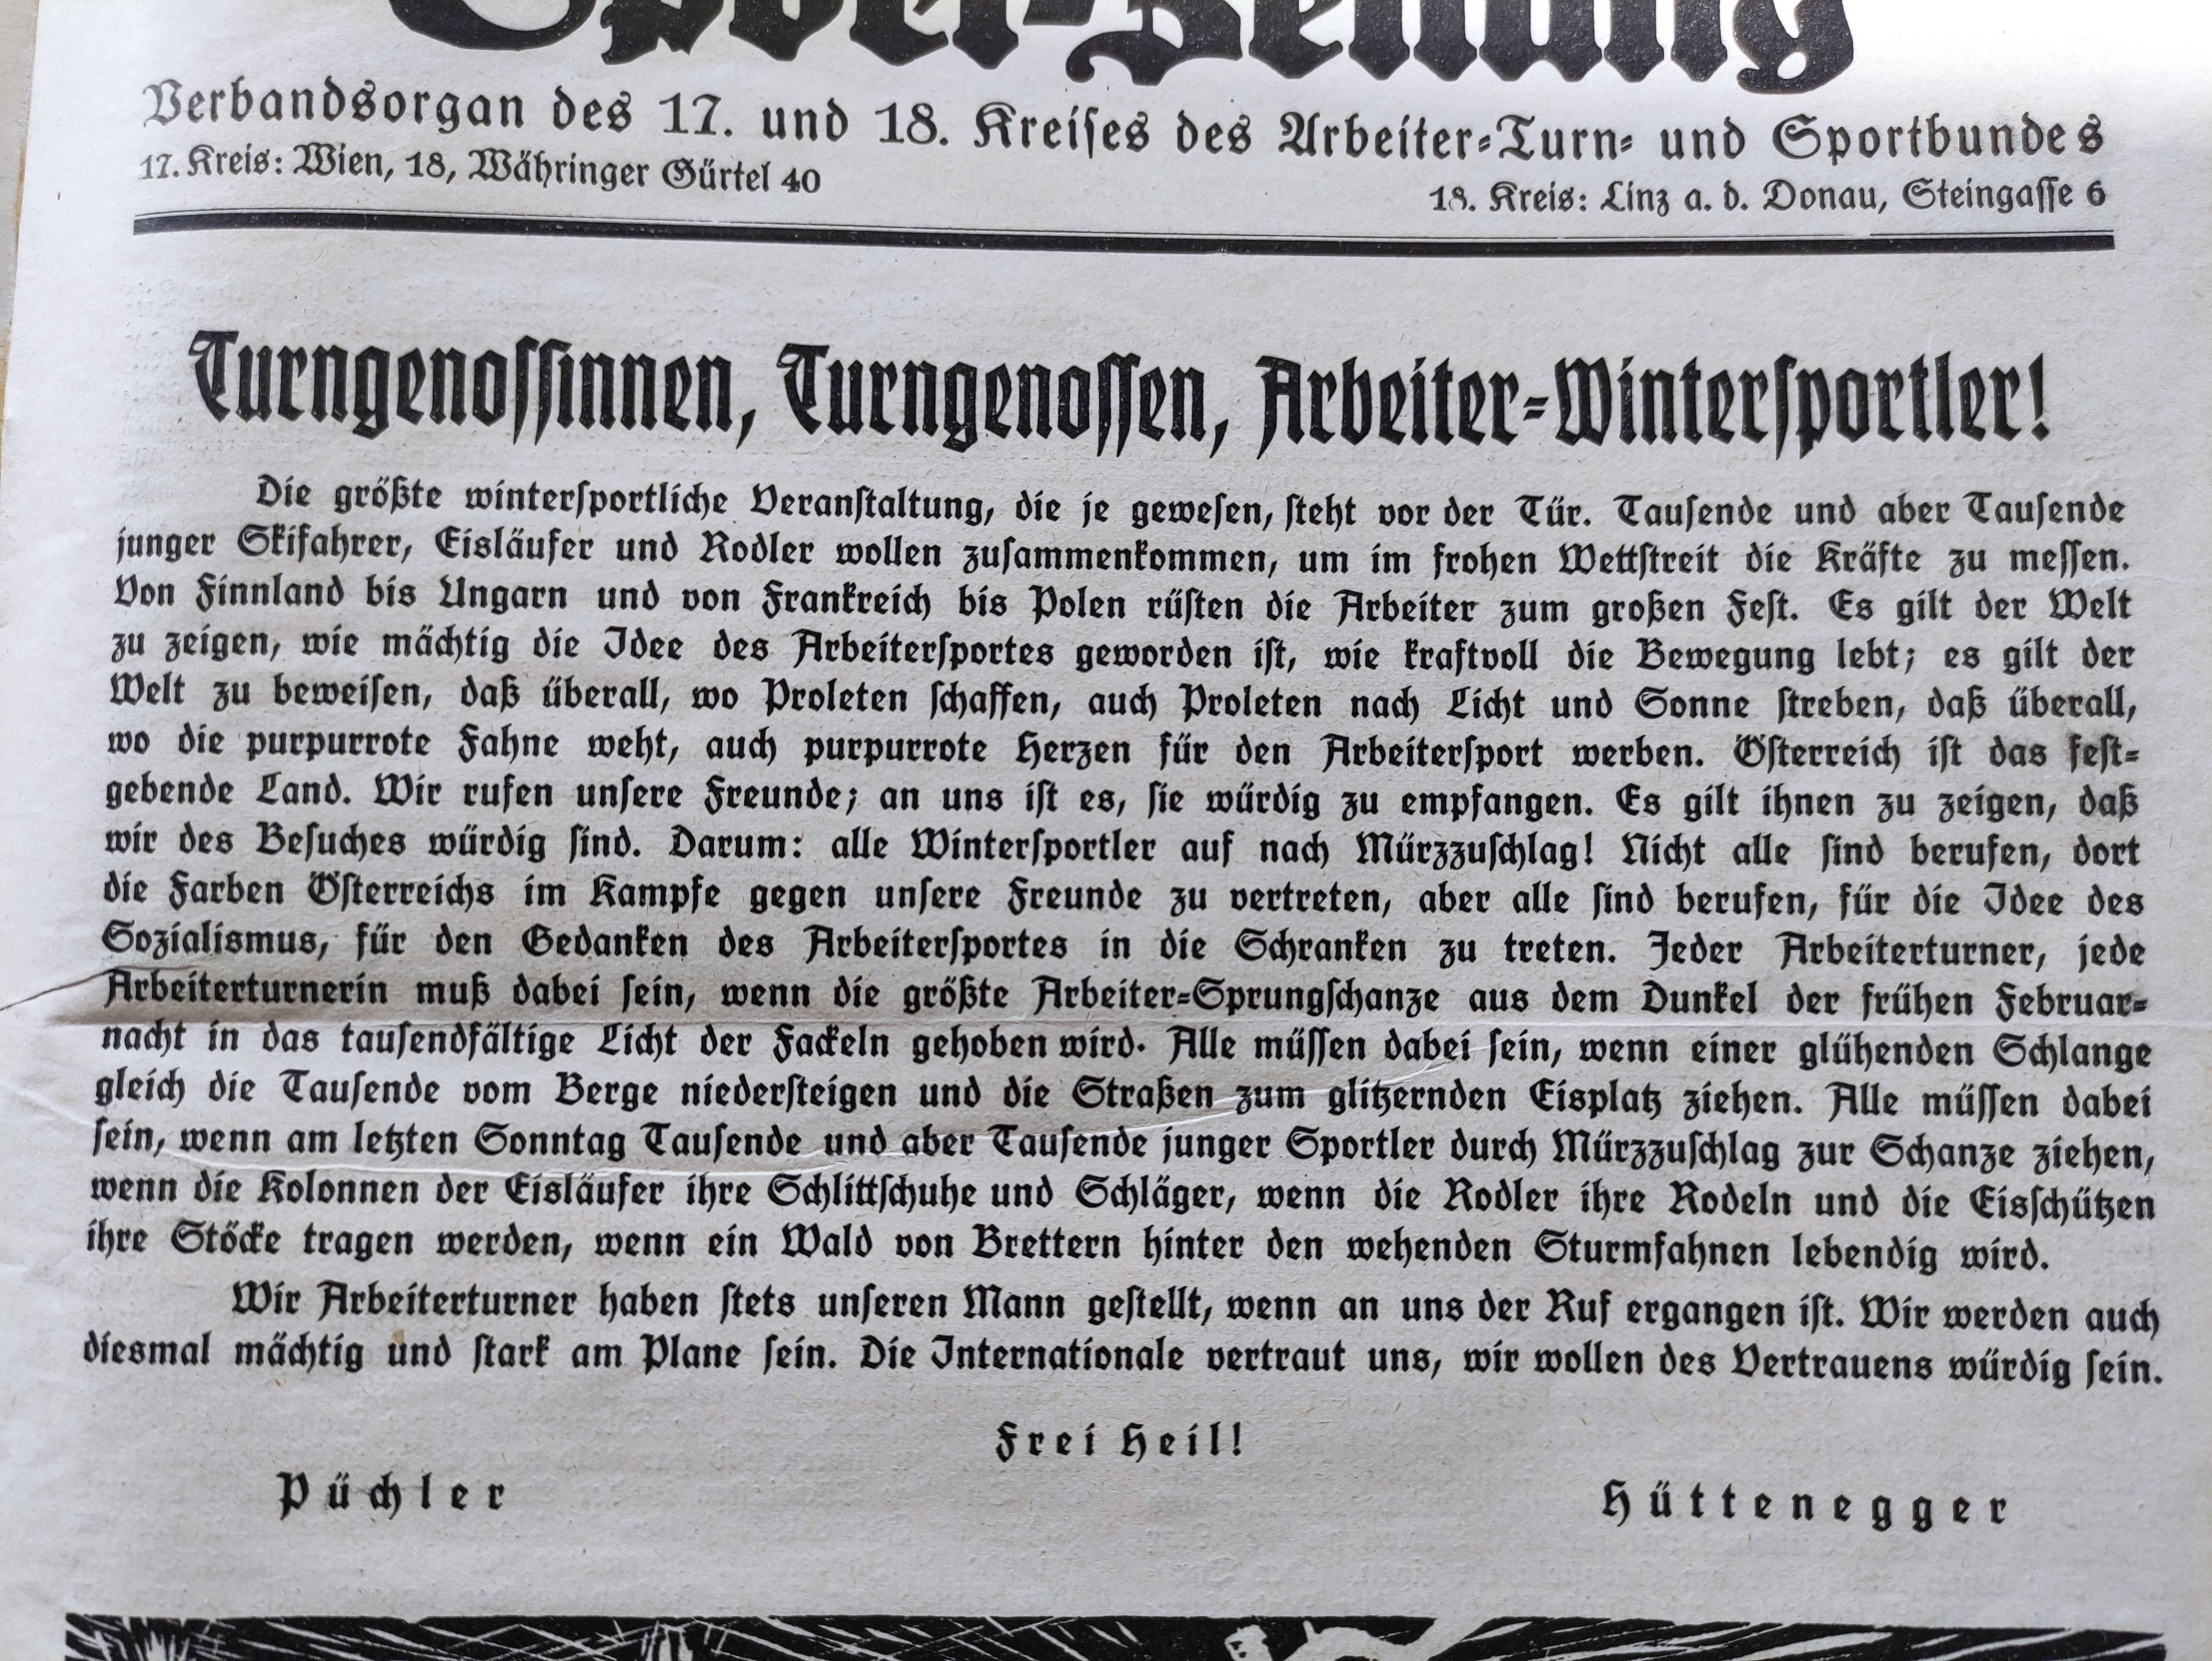 Sport-Zeitung
Verbandsorgan des 17. und 18. Kreises des Arbeiter-Turn- und Sportbundes
17. Kreis: Wien, 18, Währinger Gürtel 40 18. Kreis: Linz a. d. Donau, Steingasse 6
Turngenossinnen, Turngenossen, Arbeiter-Wintersportler!
Die größte wintersportliche Veranstaltung, die je gewesen, steht vor der Tür. Tausende und aber Tausende
junger Skifahrer, Eisläufer und Rodler wollen zusammenkommen, um im frohen Wettstreit die Kräfte zu messen.
Von Finnland bis Ungarn und von Frankreich bis Polen rüsten die Arbeiter zum großen Fest. Es gilt der Welt
zu zeigen, wie mächtig die Idee des Arbeitersportes geworden ist, wie kraftvoll die Bewegung lebt; es gilt der
Welt zu beweisen, daß überall, wo Proleten schaffen, auch Proleten nach Licht und Sonne streben, daß überall,
wo die purpurrote Fahne weht, auch purpurrote Herzen für den Arbeitersport werben. Österreich ist das fest-
gebende Land. Wir rufen unsere Freunde; an uns ist es, sie würdig zu empfangen. Es gilt ihnen zu zeigen, daß
wir des Besuches würdig sind. Darum: alle Wintersportler auf nach Mürzzuschlag! Nicht alle sind berufen, dort
die Farben Österreichs im Kampfe gegen unsere Freunde zu vertreten, aber alle sind berufen, für die Idee des
Sozialismus, für den Gedanken des Arbeitersportes in die Schranken zu treten. Jeder Arbeiterturner, jede
Arbeiterturnerin muß dabei sein, wenn die größte Arbeiter-Sprungschanze aus dem Dunkel der frühen Februar-
nacht in das tausendfältige Licht der Fackeln gehoben wird. Alle müssen dabei sein, wenn einer glühenden Schlange
gleich die Tausende vom Berge niedersteigen und die Straßen zum glitzernden Eisplatz ziehen. Alle müssen dabei
sein, wenn am letzten Sonntag Tausende und aber Tausende junger Sportler durch Mürzzuschlag zur Schanze ziehen,
wenn die Kolonnen der Eisläufer ihre Schlittschuhe und Schläger, wenn die Rodler ihre Rodeln und die Eisschützen
ihre Stöcke tragen werden, wenn ein Wald von Brettern hinter den wehenden Sturmfahnen lebendig wird.
Wir Arbeiterturner haben stets unseren Mann gestellt, wenn an uns der Ruf ergangen ist. Wir werden auch
diesmal mächtig und stark am Plane sein. Die Internationale vertraut uns, wir wollen des Vertrauens würdig sein.
Frei Heil!
Püchler Hüttenegger